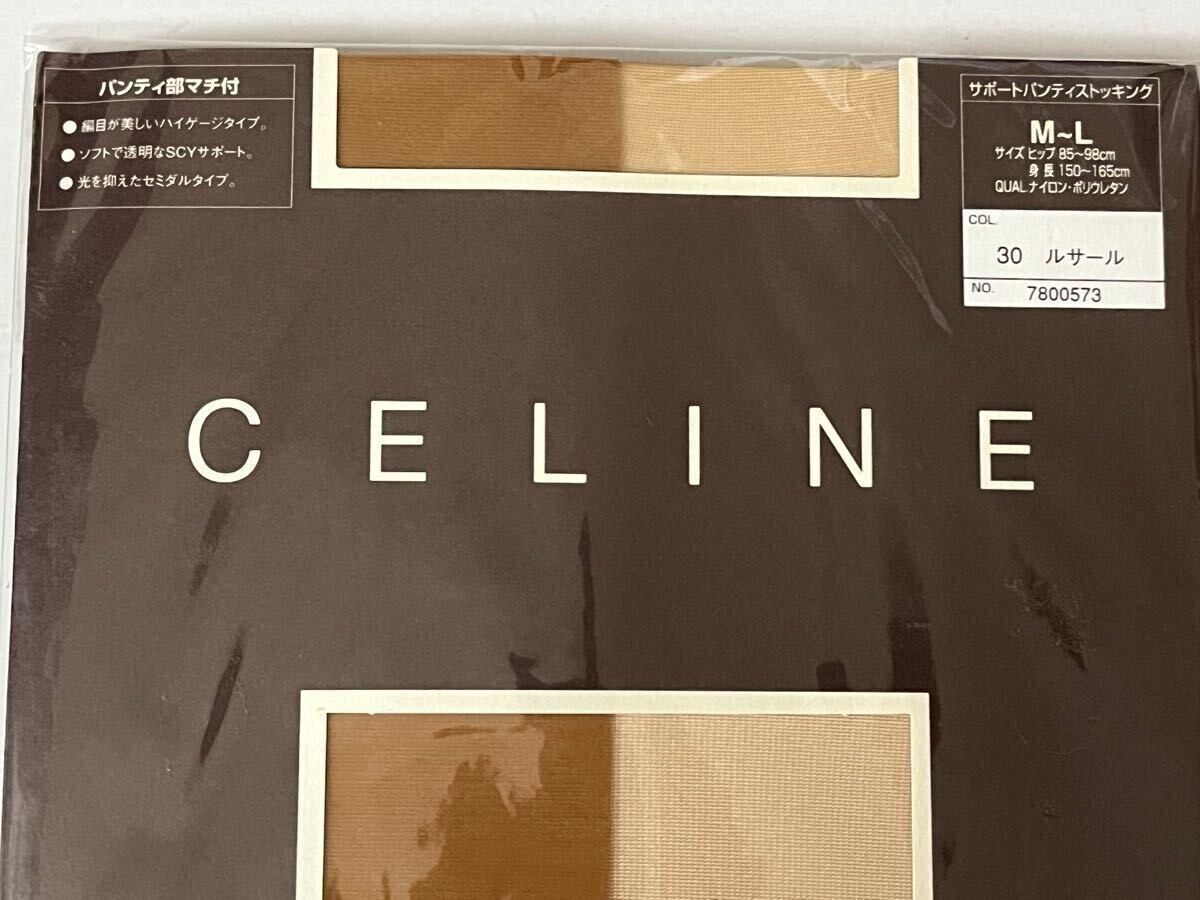 パンティ部マチ付
●編目が美しいハイゲージタイプ。
●ソフトで透明なSCYサポート。
●光を抑えたセミダルタイプ。
サポートパンティストッキング
M~L
サイズ ヒップ 85~98cm
身長 150~165cm
QUAL ナイロン・ポリウレタン
COL.
30 ルサール
NO. 7800573
CELINE